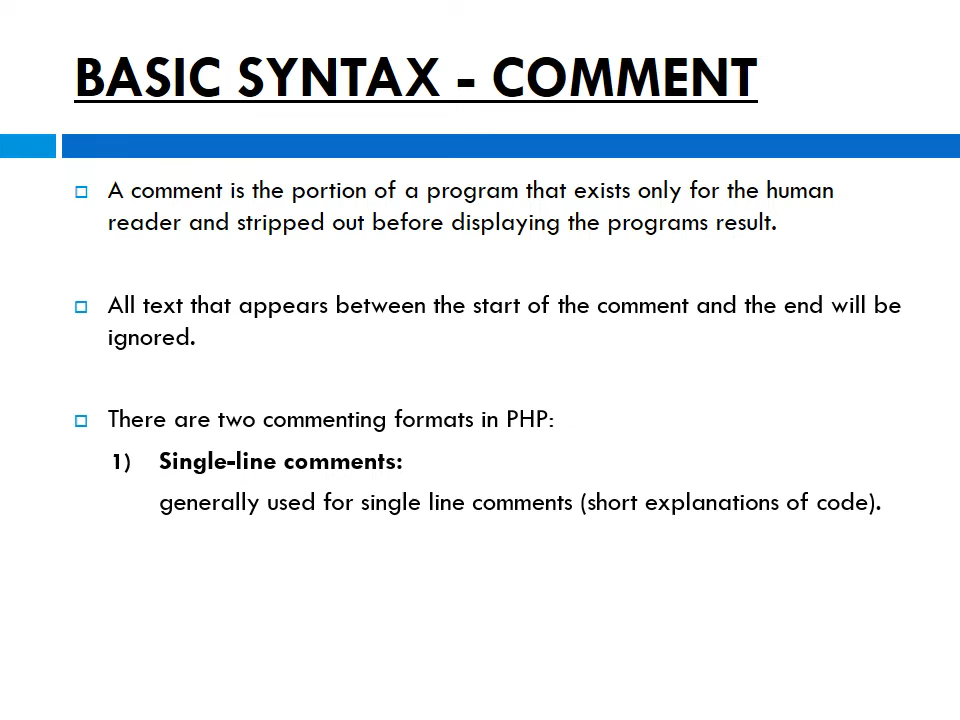 BASIC SYNTAX - COMMENT
A comment is the portion of a program that exists only for the human
reader and stripped out before displaying the programs result.
All text that appears between the start of the comment and the end will be
ignored.
There are two commenting formats in PHP:
1) Single-line comments:
generally used for single line comments (short explanations of code).